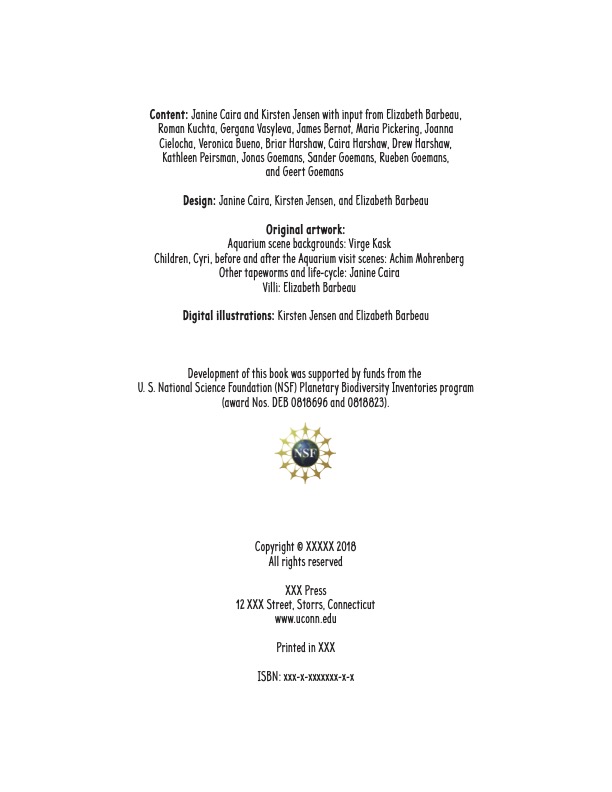 Content: Janine Caira and Kirsten Jensen with input from Elizabeth Barbeau,
Roman Kuchta, Gergana Vasyleva, James Bernot, Maria Pickering, Joanna
Cielocha, Veronica Bueno, Briar Harshaw, Caira Harshaw, Drew Harshaw,
Kathleen Peirsman, Jonas Goemans, Sander Goemans, Rueben Goemans,
and Geert Goemans
Design: Janine Caira, Kirsten Jensen, and Elizabeth Barbeau
Original artwork:
Aquarium scene backgrounds: Virge Kask
Children, Cyri, before and after the Aquarium visit scenes: Achim Mohrenberg
Other tapeworms and life-cycle: Janine Caira
Villi: Elizabeth Barbeau
Digital illustrations: Kirsten Jensen and Elizabeth Barbeau
Development of this book was supported by funds from the
U. S. National Science Foundation (NSF) Planetary Biodiversity Inventories program
(award Nos. DEB 0818696 and 0818823).
NSF
Copyright © XXXXX 2018
All rights reserved
XXX Press
12 XXX Street, Storrs, Connecticut
www.uconn.edu
Printed in XXX
ISBN: xxx-x-xxxxxxx-x-x